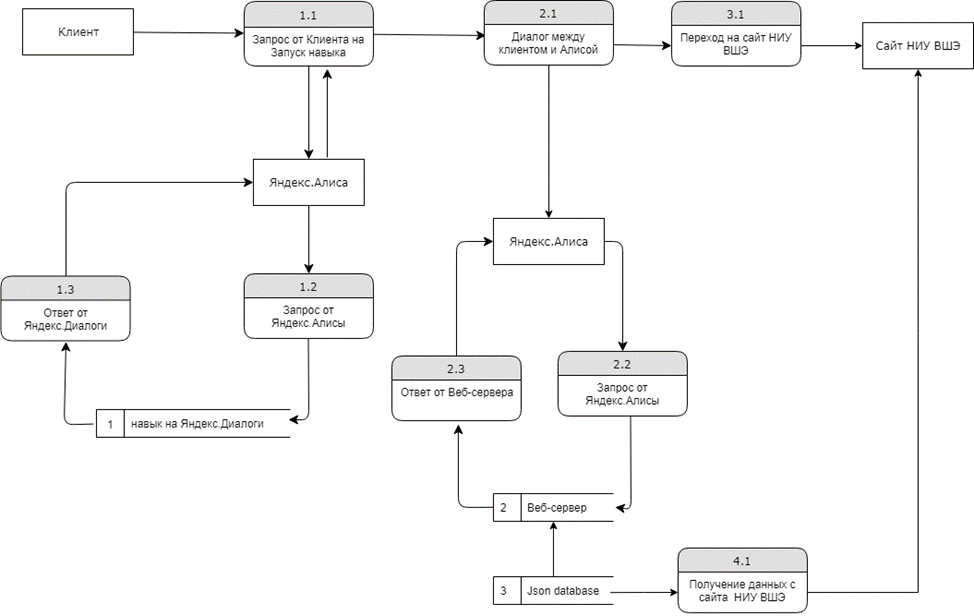 Клиент
1.1
Запрос от Клиента на
Запуск навыка
2.1
Диалог между
клиентом и Алисой
3.1
Переход на сайт НИУ
ВШЭ
Сайт НИУ ВШЭ
Яндекс.Алиса
Яндекс.Алиса
1.3
Ответ от
Яндекс.Диалоги
1.2
Запрос от
Яндекс.Алисы
2.3
Ответ от Веб-сервера
2.2
Запрос от
Яндекс.Алисы
1 навык на Яндекс.Диалоги
2 Веб-сервер
4.1
Получение данных с
сайта НИУ ВШЭ
3 Json database